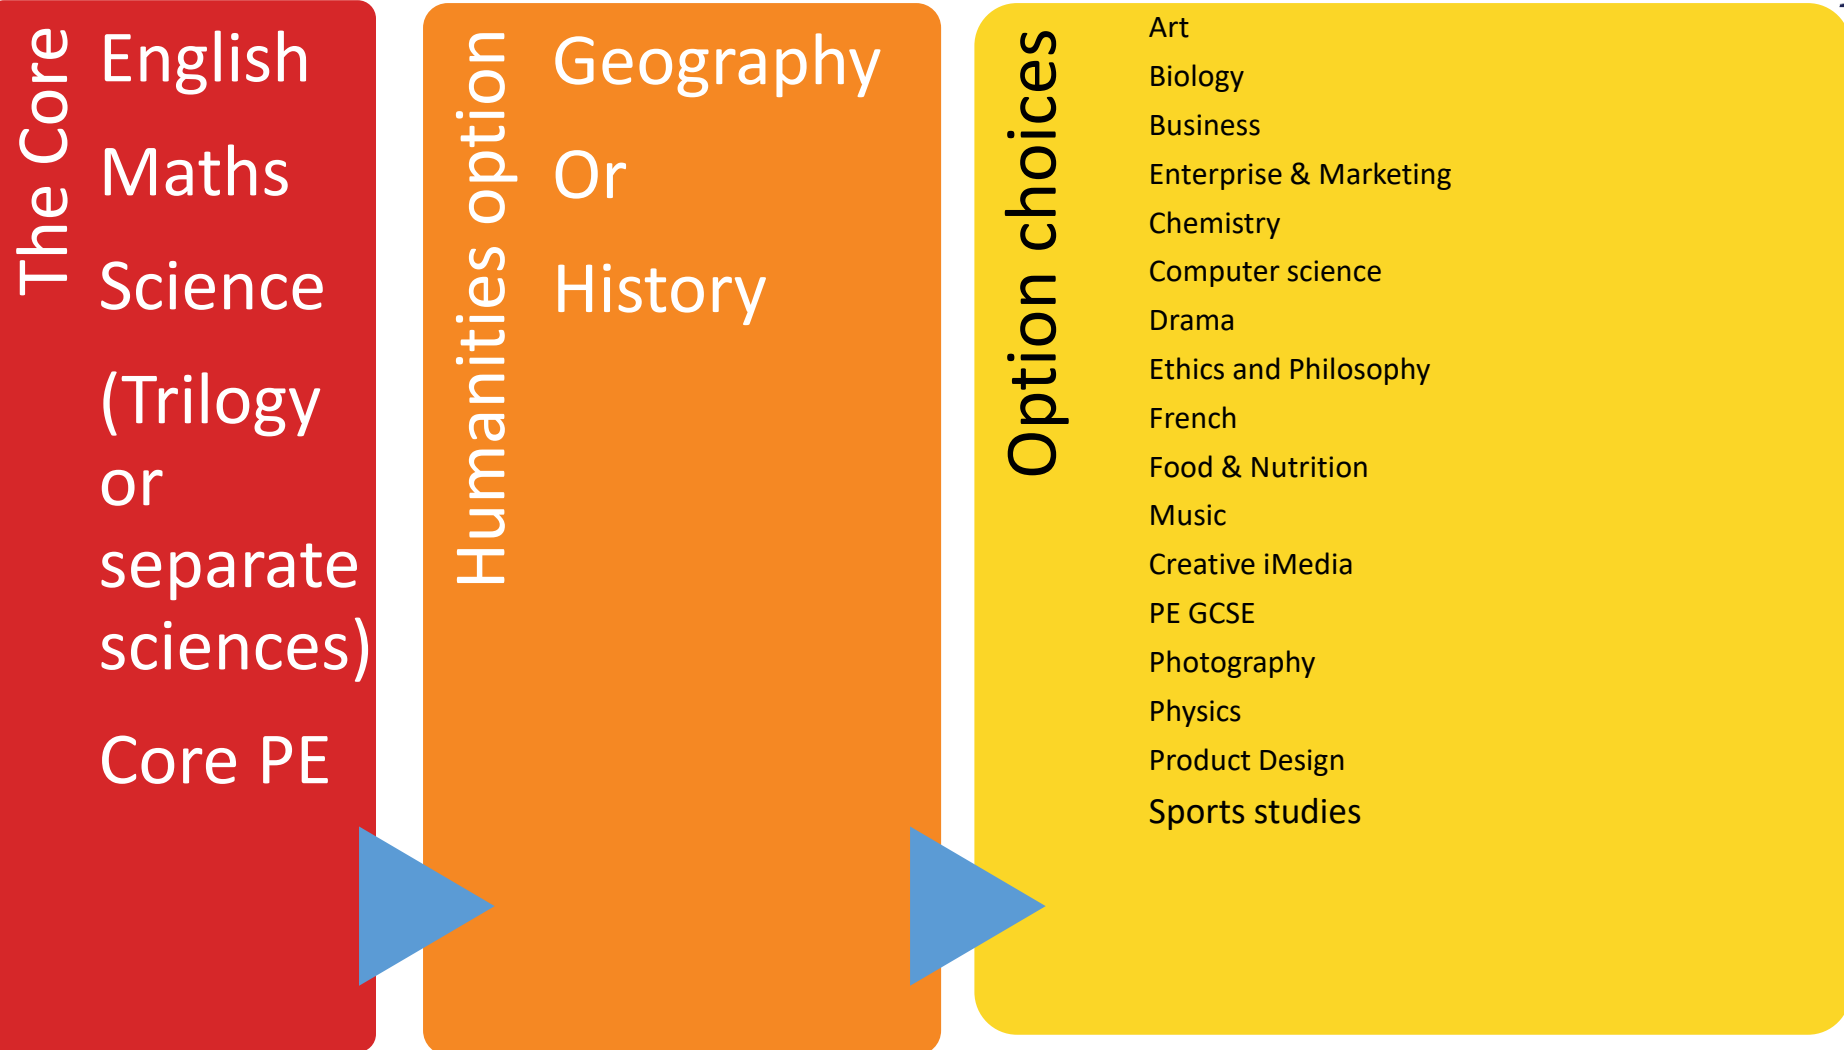 The Core
English
Maths
Science
(Trilogy
or
separate
sciences)
Core PE
Humanities option
Geography
Or
History
Option choices
Art
Biology
Business
Enterprise & Marketing
Chemistry
Computer science
Drama
Ethics and Philosophy
French
Food & Nutrition
Music
Creative iMedia
PE GCSE
Photography
Physics
Product Design
Sports studies